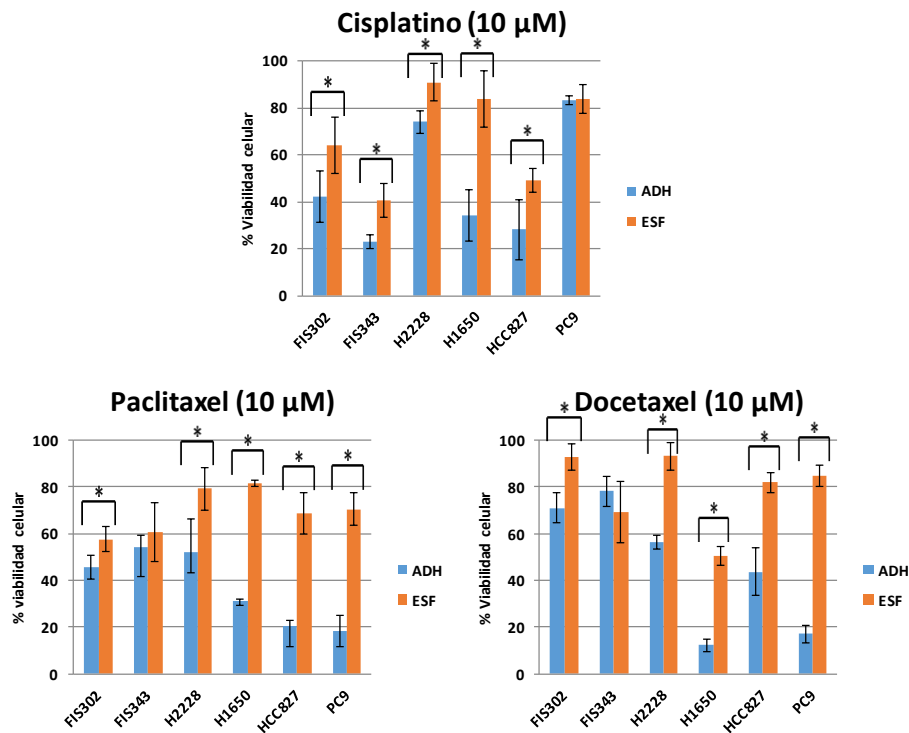 Cisplatino (10 µM)
* * * * *
% Viabilidad celular
100
80
60
40
20
0
FIS302 FIS343 H2228 H1650 HCC827 PC9
ADH
ESF
Paclitaxel (10 µM)
* * * * *
% viabilidad celular
100
80
60
40
20
0
FIS302 FIS343 H2228 H1650 HCC827 PC9
ADH
ESF
Docetaxel (10 µM)
* * * * *
% Viabilidad celular
100
80
60
40
20
0
FIS302 FIS343 H2228 H1650 HCC827 PC9
ADH
ESF